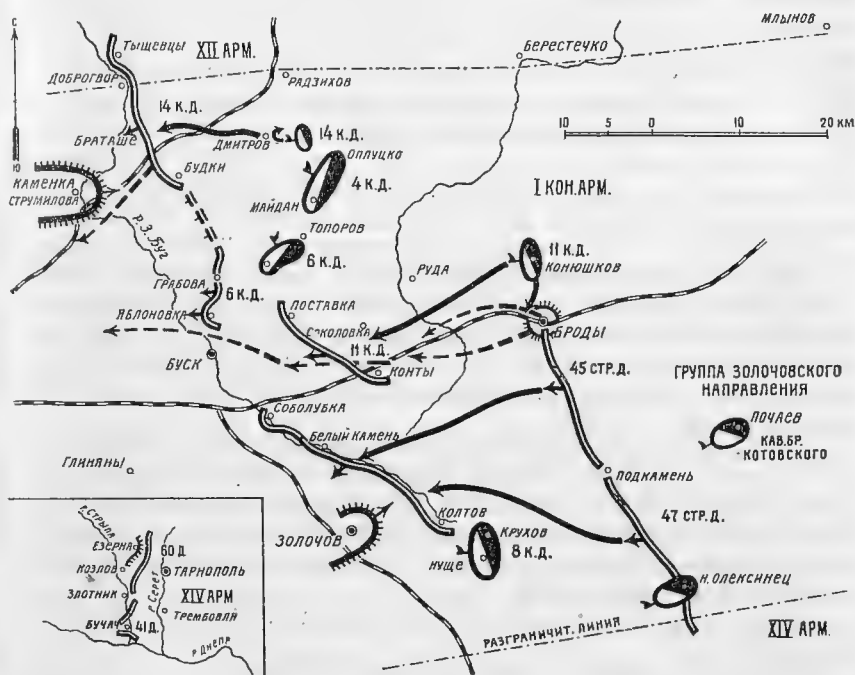 С
Ю
ТЫЩЕВЦЫ
XII АРМ.
МЛЫНОВ
БЕРЕСТЕЧКО
ДОБРОГВОР
РАДЗИХОВ
14 К.Д.
10 5 0 10 20 КМ
БРАТАШЕ
ДМИТРОВ
14 К.Д.
БУДКИ
ОПЛУЦКО
4 К.Д.
КАМЕНКА
СТРУМИЛОВА
МАЙДАН
I КОН.АРМ.
ТОПОРОВ
6 К.Д.
Р. З. БУГ
РУДА
11 К.Д.
КОНЮШКОВ
ГРАБОВА
6 К.Д.
ЯБЛОНОВКА
ПОСТАВКА
СОКОЛОВКА
11 К.Д.
БРОДЫ
БУСК
КОНТЫ
45 СТР.Д.
ГРУППА ЗОЛОЧОВСКОГО
НАПРАВЛЕНИЯ
ПОЧАЕВ
КАВ.БР.
КОТОВСКОГО
СОБОЛУБКА
БЕЛЫЙ КАМЕНЬ
ГЛИНЯНЫ
ПОДКАМЕНЬ
КОЛТОВ
47 СТР.Д.
ЗОЛОЧОВ
КРУХОВ
НУЩЕ
8 К.Д.
Н.ОЛЕКСИНЕЦ
РАЗГРАНИЧИТ. ЛИНИЯ
XIV АРМ.
Р. СТРЫПА
ЕЗЕРНА
60 Д.
КОЗЛОВ
ТАРНОПОЛЬ
Р. СЕРЕТ
XIV АРМ
ЗЛОТНИК
ТРЕМБОВЛЯ
БУЧАЧ
41 Д.
Р. ДНЕПР